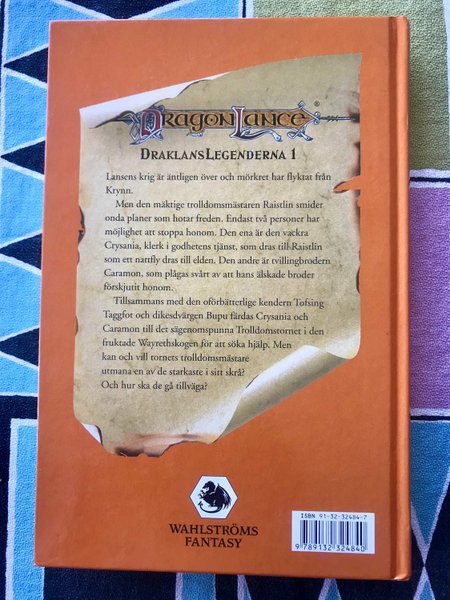 DRAGONLANCE®
DRAKLANSLEGENDERNA 1
Lansens krig är äntligen över och mörkret har flyktat från
Krynn.
Men den mäktige trolldomsmästaren Raistlin smider
onda planer som hotar freden. Endast två personer har
möjlighet att stoppa honom. Den ena är den vackra
Crysania, klerk i godhetens tjänst, som dras till Raistlin
som ett nattfly dras till elden. Den andre är tvillingbrodern
Caramon, som plågas svårt av att hans älskade broder
förskjutit honom.
Tillsammans med den oförbätterlige kendern Tofsing
Taggfot och dikesdvärgen Bupu färdas Crysania och
Caramon till det sägenomspunna Trolldomstornet i den
fruktade Wayrethskogen för att söka hjälp. Men
kan och vill tornets trolldomsmästare
utmana en av de starkaste i sitt skrå?
Och hur ska de gå tillväga?
WAHLSTRÖMS
FANTASY
ISBN 91-32-32484-7
9 789132 324840